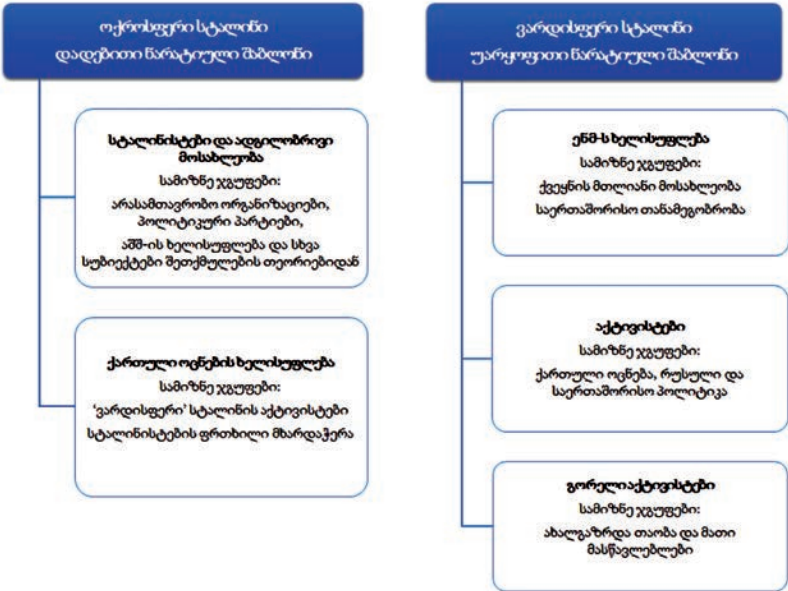 ოქროსფერი სტალინი
დადებითი ნარატიული შაბლონი
სტალინისტები და ადგილობრივი
მოსახლეობა
სამიზნე ჯგუფები:
არასამთავრობო ორგანიზაციები,
პოლიტიკური პარტიები,
აშშ-ის ხელისუფლება და სხვა
სუბიექტები შეთქმულების თეორიებიდან
ქართული ოცნების ხელისუფლება
სამიზნე ჯგუფები:
‘ვარდისფერი’ სტალინის აქტივისტები
სტალინისტების ფრთხილი მხარდაჭერა
ვარდისფერი სტალინი
უარყოფითი ნარატიული შაბლონი
ენმ-ს ხელისუფლება
სამიზნე ჯგუფები:
ქვეყნის მთლიანი მოსახლეობა
საერთაშორისო თანამეგობრობა
აქტივისტები
სამიზნე ჯგუფები:
ქართული ოცნება, რუსული და
საერთაშორისო პოლიტიკა
გორელი აქტივისტები
სამიზნე ჯგუფები:
ახალგაზრდა თაობა და მათი
მასწავლებლები